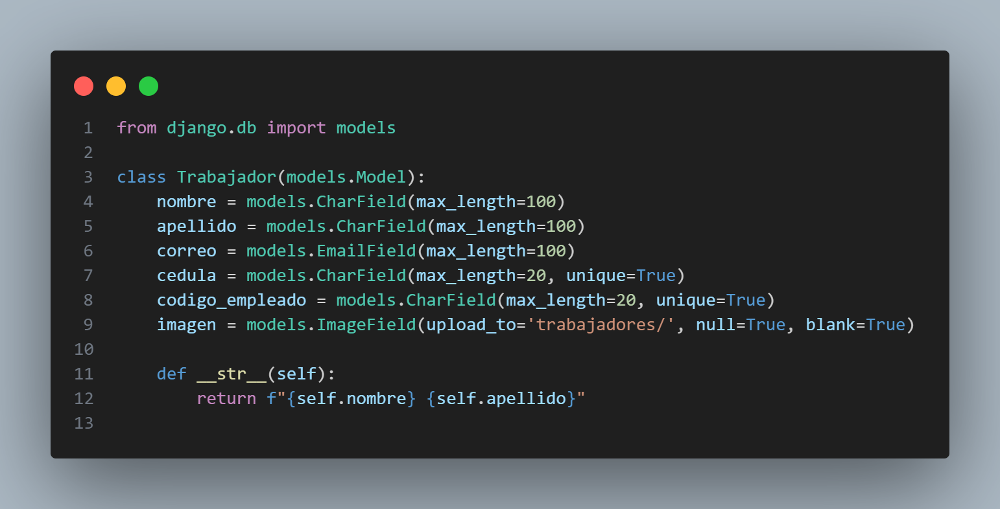 1 from django.db import models
2
3 class Trabajador(models.Model):
4     nombre = models.CharField(max_length=100)
5     apellido = models.CharField(max_length=100)
6     correo = models.EmailField(max_length=100)
7     cedula = models.CharField(max_length=20, unique=True)
8     codigo_empleado = models.CharField(max_length=20, unique=True)
9     imagen = models.ImageField(upload_to='trabajadores/', null=True, blank=True)
10
11     def __str__(self):
12         return f"{self.nombre} {self.apellido}"
13